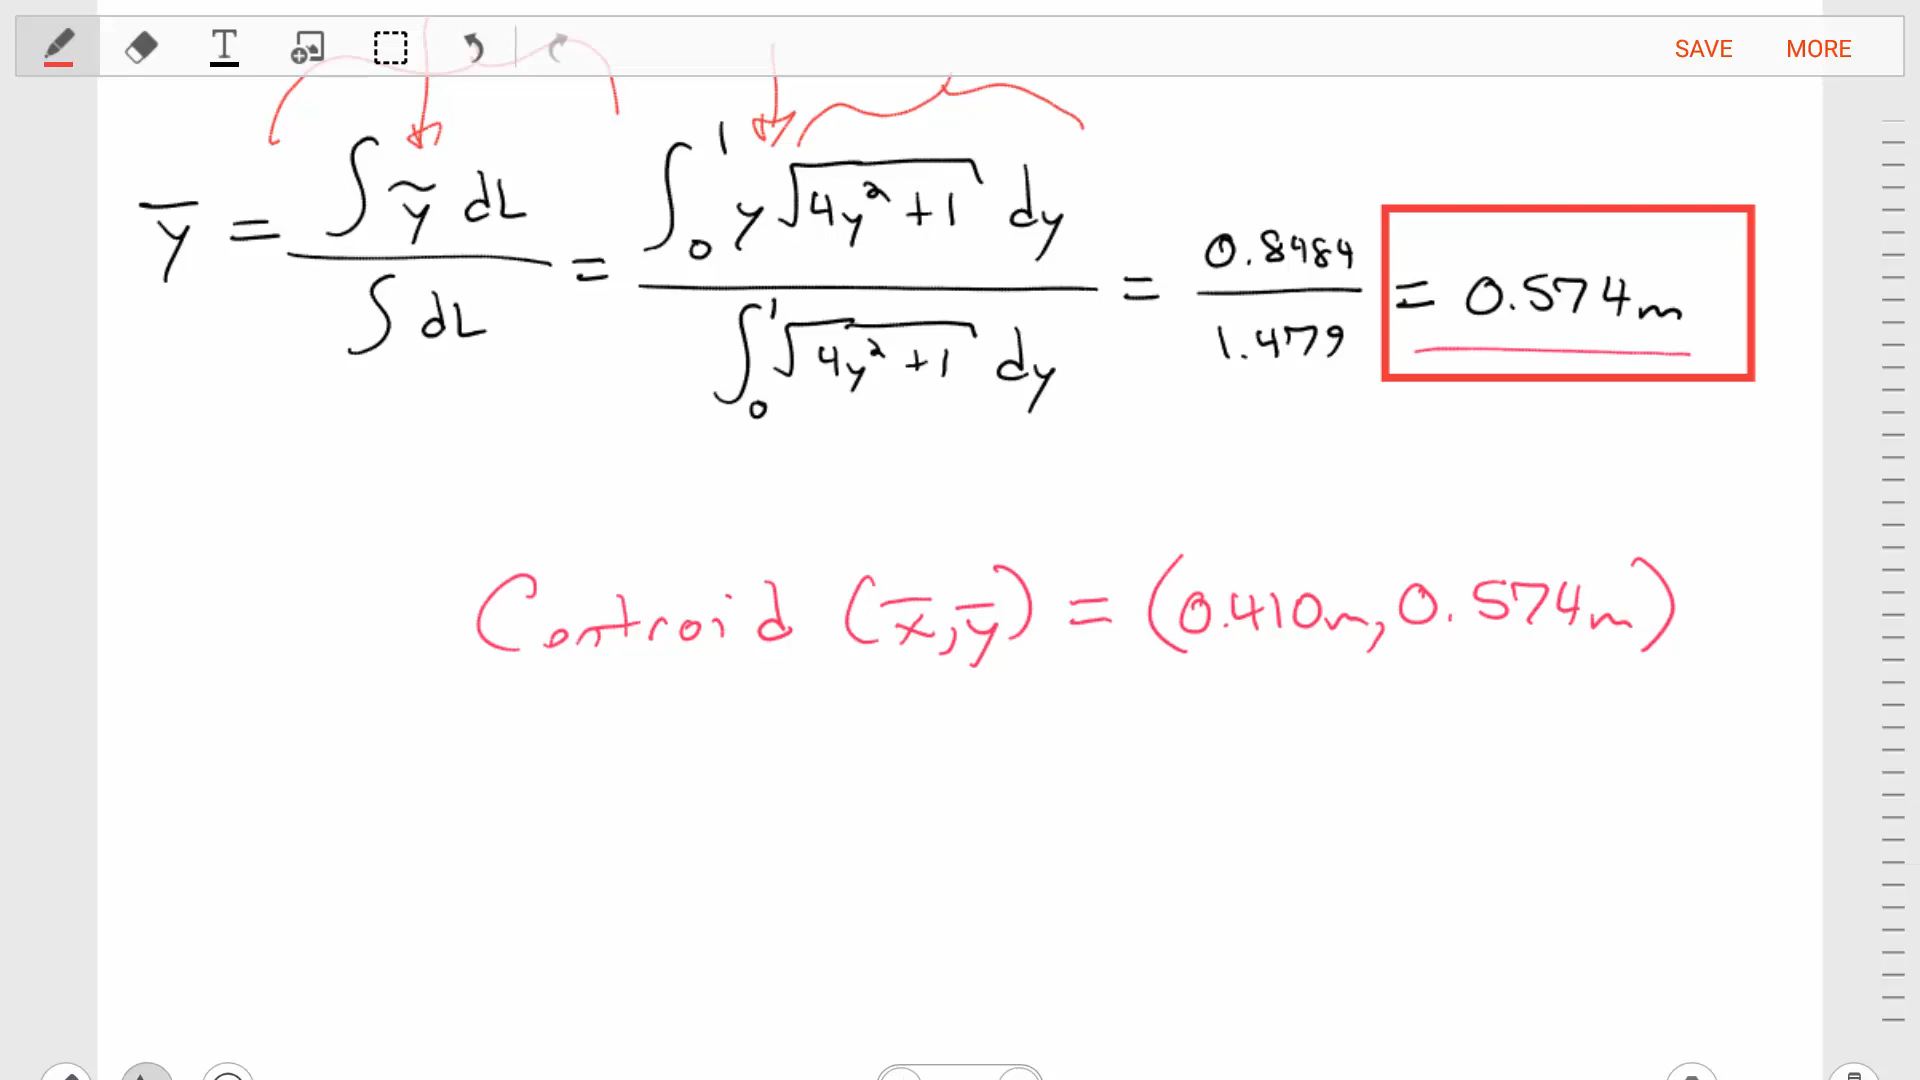 T SAVE MORE
ȳ = ∫ ỹ dL / ∫ dL = ∫₀¹ y√(4y²+1) dy / ∫₀¹ √(4y²+1) dy = 0.8484 / 1.479 = 0.574m
Centroid (x̄,ȳ) = (0.410m, 0.574m)